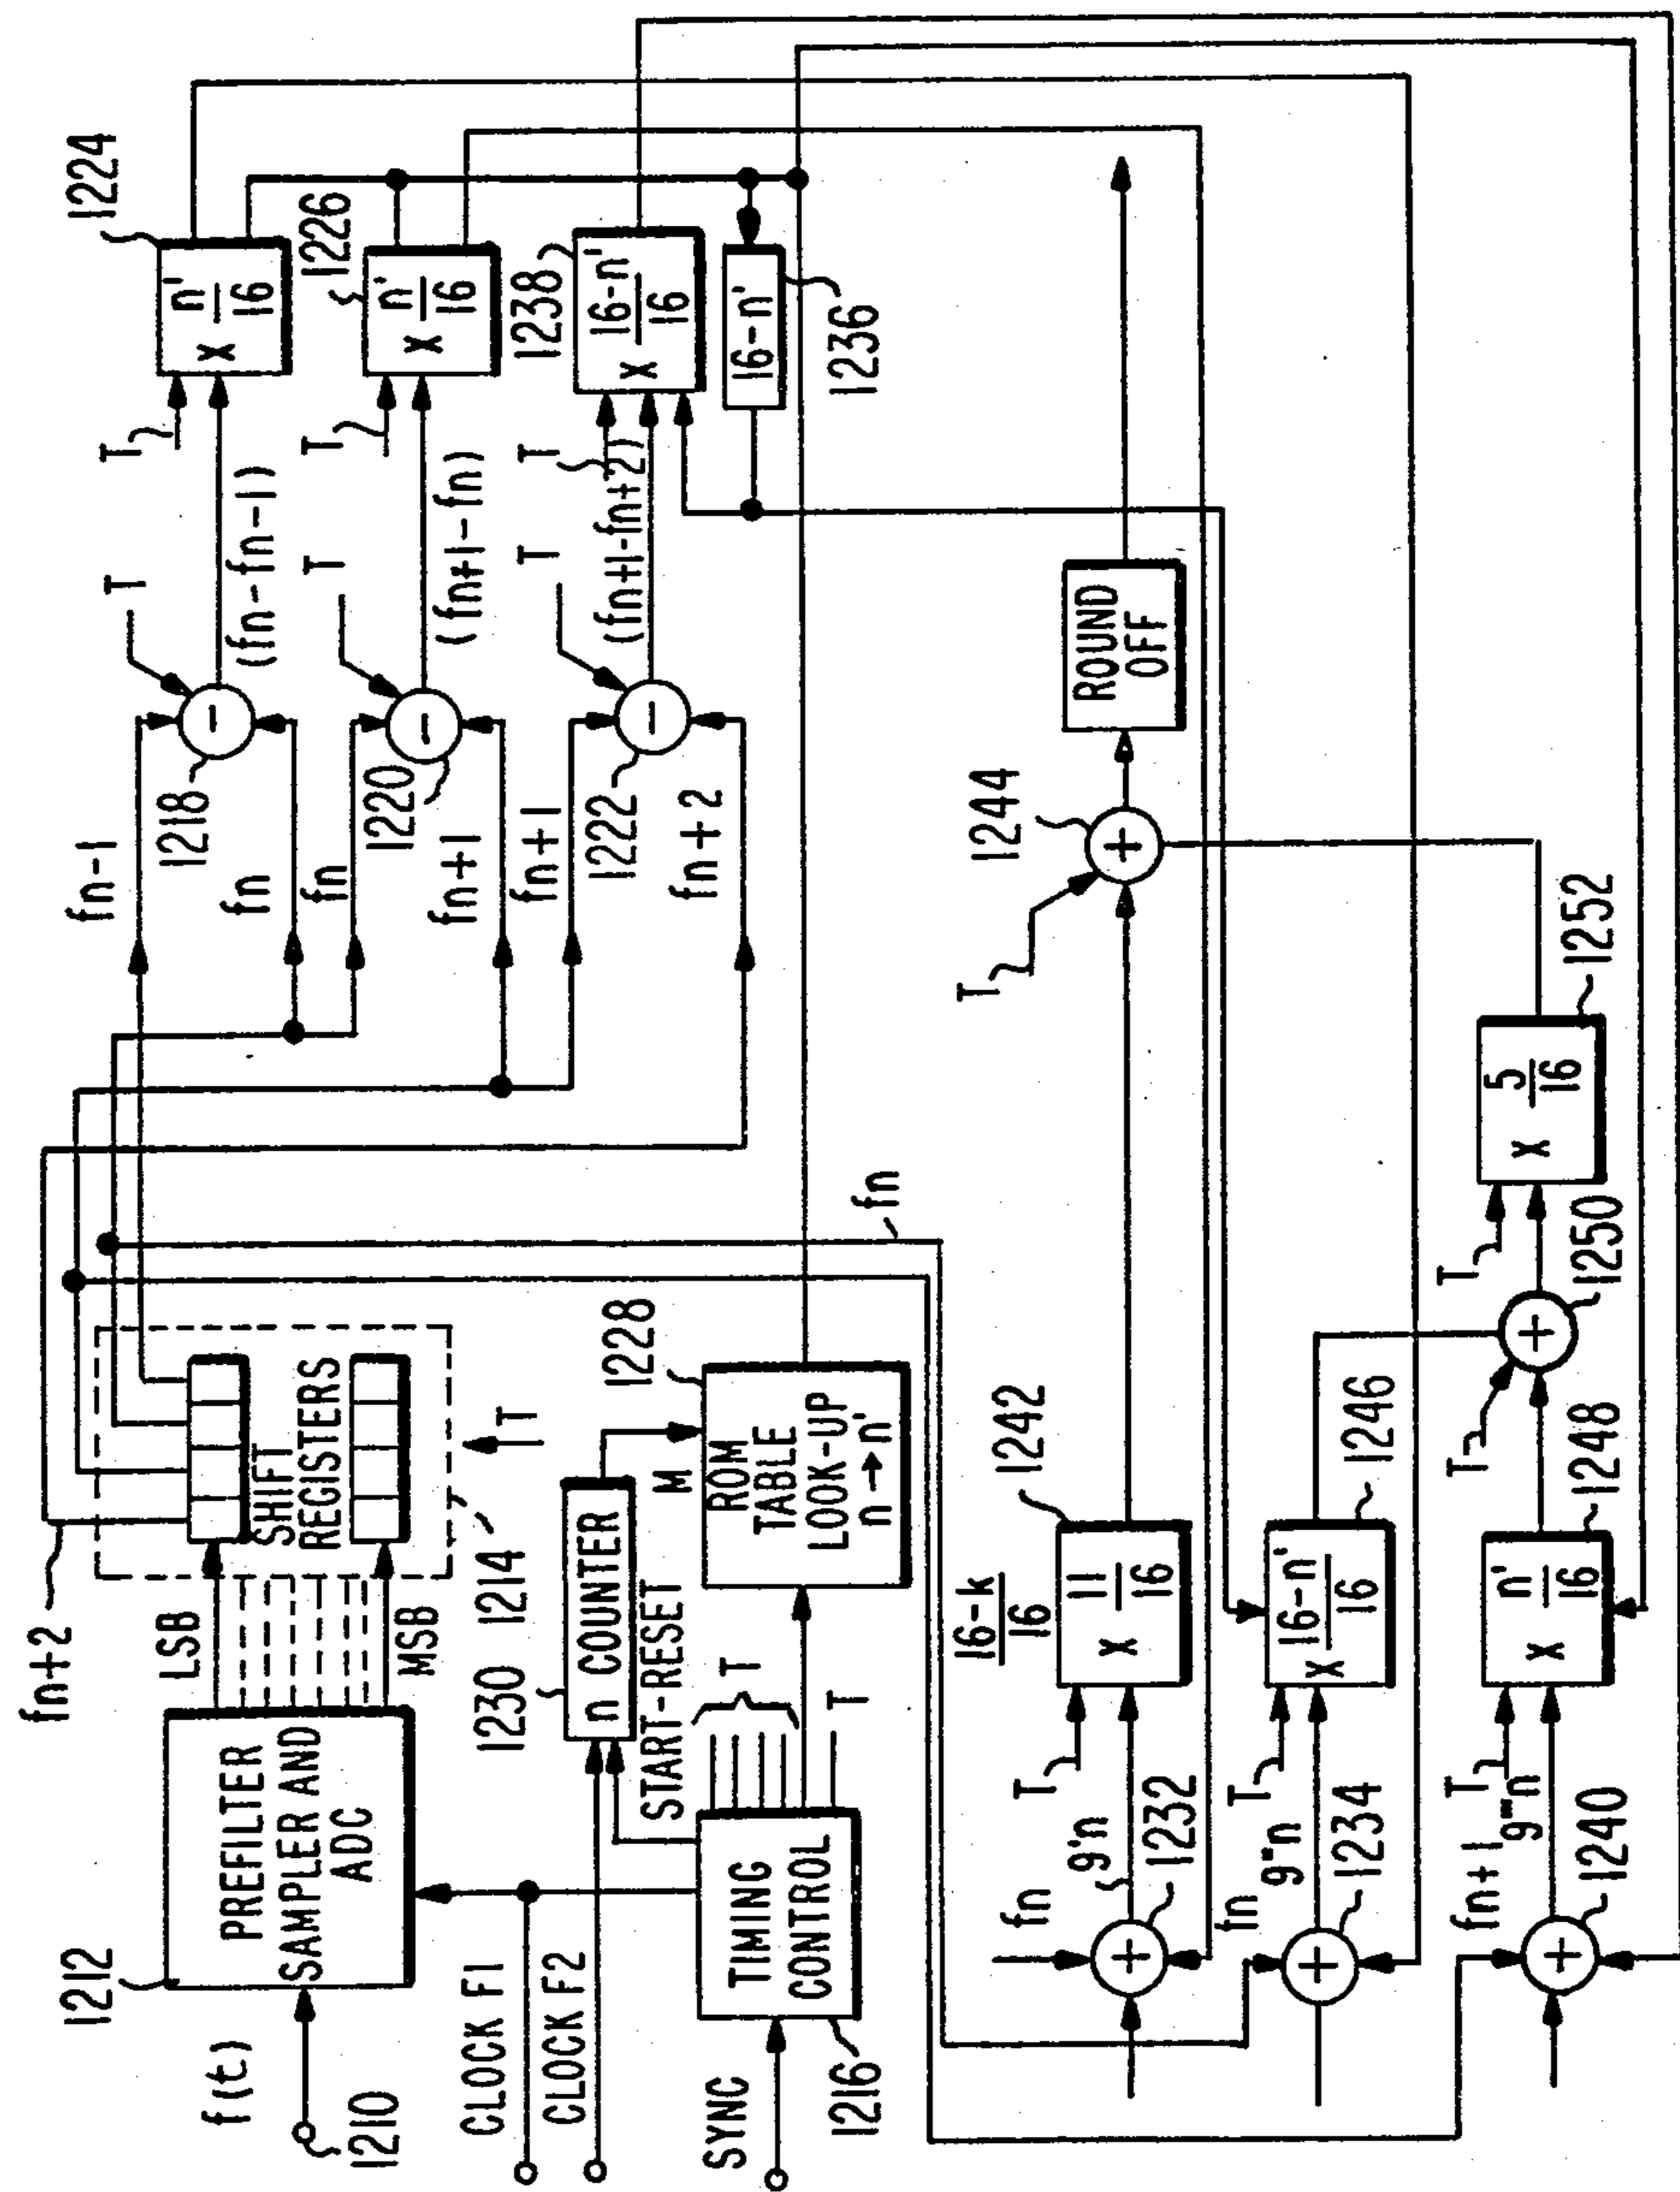 f(t)
1210
1212
PREFILTER
SAMPLER AND
ADC
fn+2
LSB
MSB
SHIFT
REGISTERS
1214
T
CLOCK F1
CLOCK F2
SYNC
1216
TIMING
CONTROL
START-RESET
T
T
1230
n COUNTER
M
1228
ROM
TABLE
LOOK-UP
n→n'
fn-1
fn
fn
fn+1
fn+1
fn+2
1218
1220
1222
-
-
-
T
T
T
(fn-fn-1)
(fn+1-fn)
(fn+1-fn+2)
T
T
T
1224
x n'/16
1226
x n'/16
1238
x 16-n'/16
16-n'
1236
fn
fn
9'n
1232
+
T
16-k/16
x 11/16
1242
T
1244
+
ROUND
OFF
fn
9"n
1234
+
T
x 16-n'/16
1246
fn+1
9"'n
1240
+
T
x n'/16
1248
T
1250
+
T
x 5/16
1252